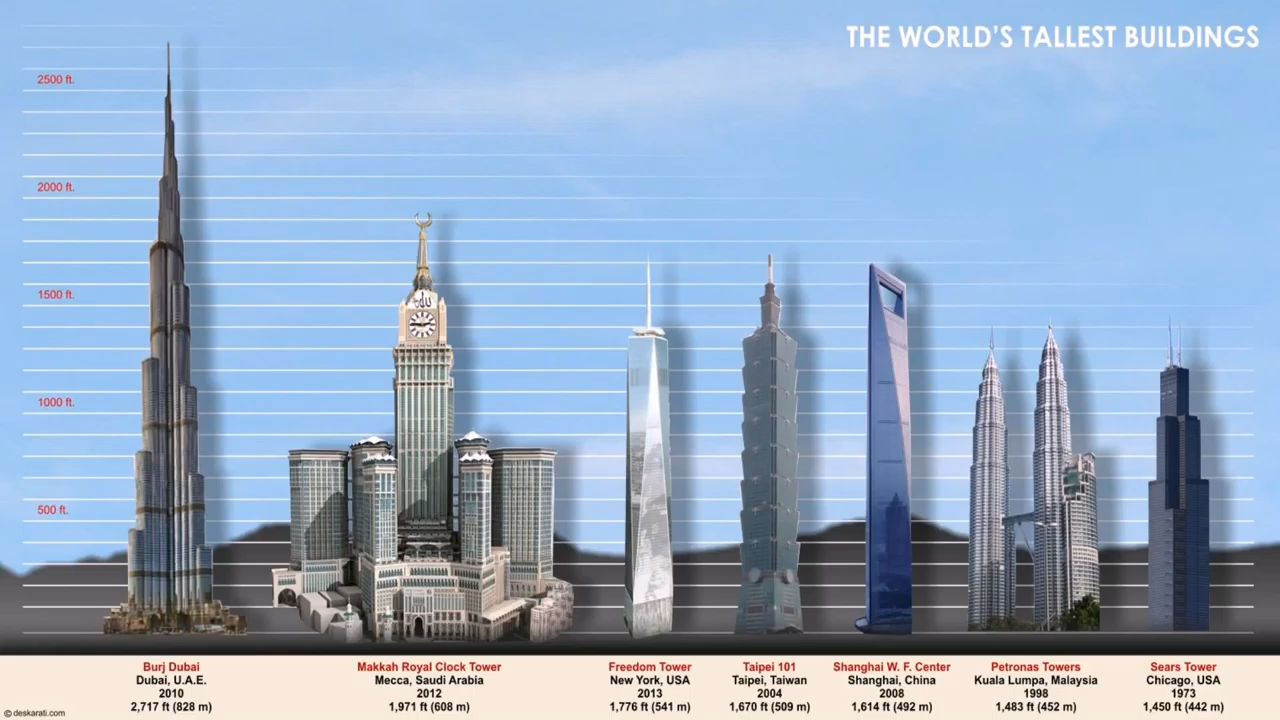 THE WORLD'S TALLEST BUILDINGS
2500 ft.
2000 ft.
1500 ft.
1000 ft.
500 ft.
Burj Dubai
Dubai, U.A.E.
2010
2,717 ft (828 m)
Makkah Royal Clock Tower
Mecca, Saudi Arabia
2012
1,971 ft (608 m)
Freedom Tower
New York, USA
2013
1,776 ft (541 m)
Taipei 101
Taipei, Taiwan
2004
1,670 ft (509 m)
Shanghai W. F. Center
Shanghai, China
2008
1,614 ft (492 m)
Petronas Towers
Kuala Lumpa, Malaysia
1998
1,483 ft (452 m)
Sears Tower
Chicago, USA
1973
1,450 ft (442 m)
© deskarati.com